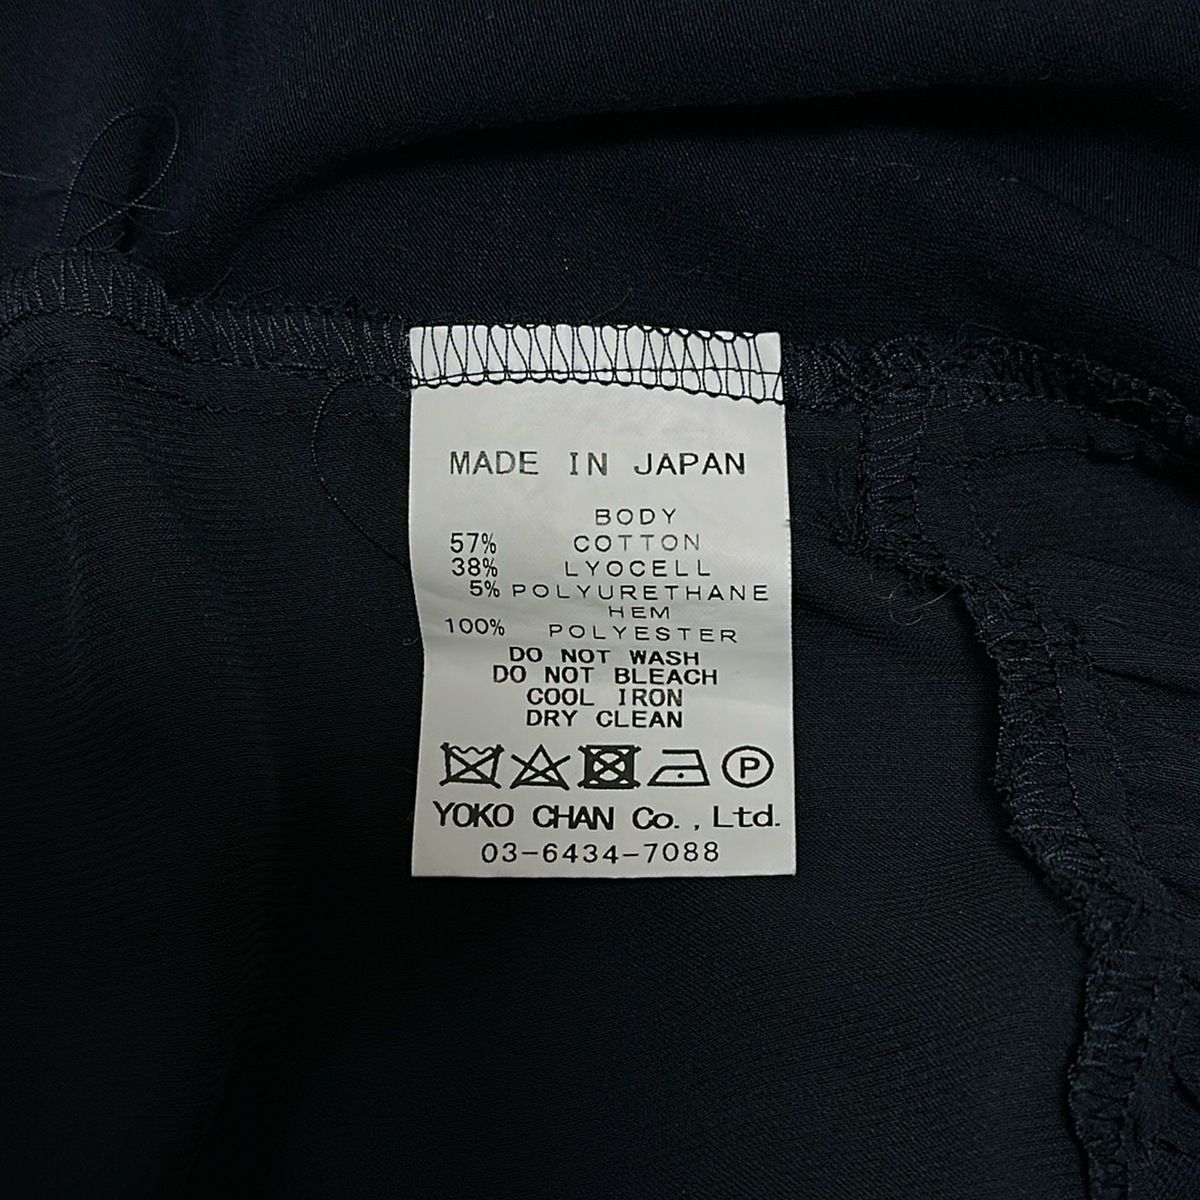 MADE IN JAPAN
BODY
57% COTTON
38% LYOCELL
5% POLYURETHANE
HEM
100% POLYESTER
DO NOT WASH
DO NOT BLEACH
COOL IRON
DRY CLEAN
P
YOKO CHAN Co.,Ltd.
03-6434-7088